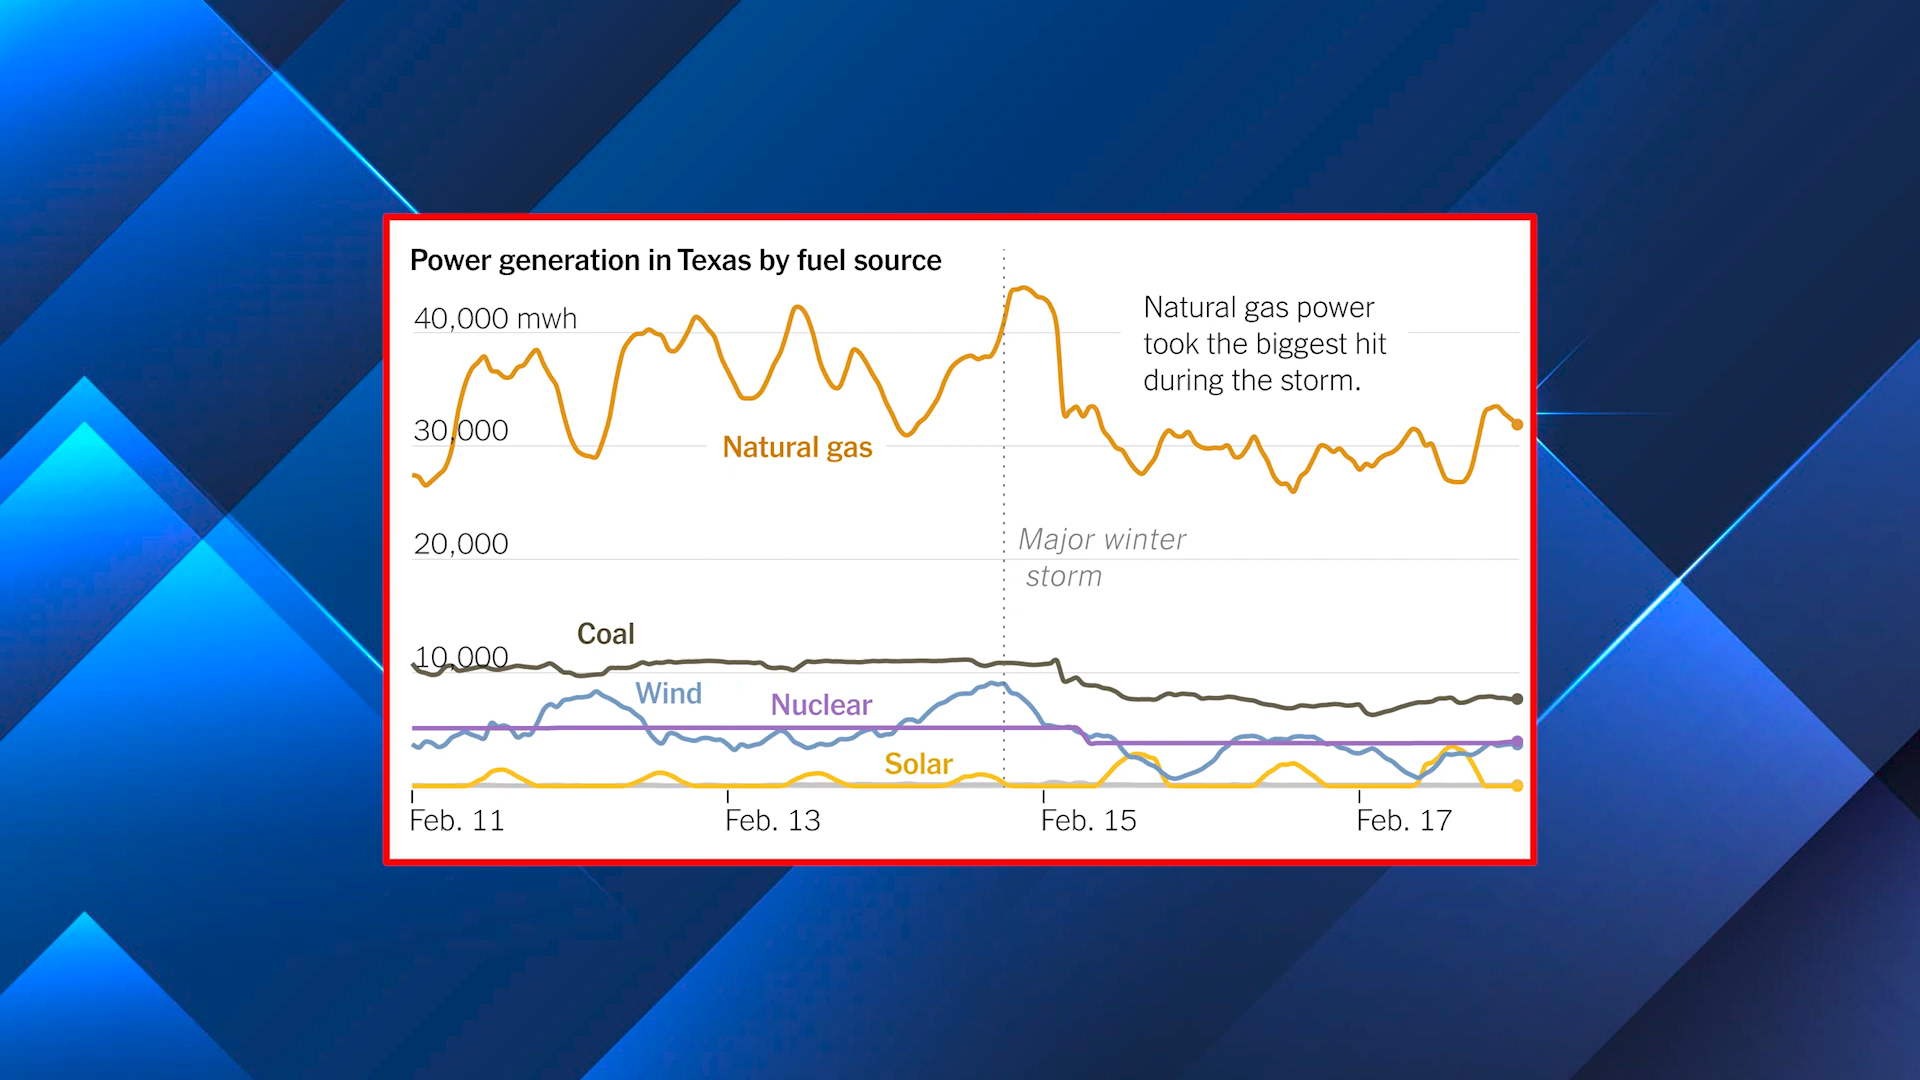 Power generation in Texas by fuel source
40,000 mwh
Natural gas power
took the biggest hit
during the storm.
30,000
Natural gas
20,000
Major winter
storm
Coal
10,000
Wind
Nuclear
Solar
Feb. 11
Feb. 13
Feb. 15
Feb. 17